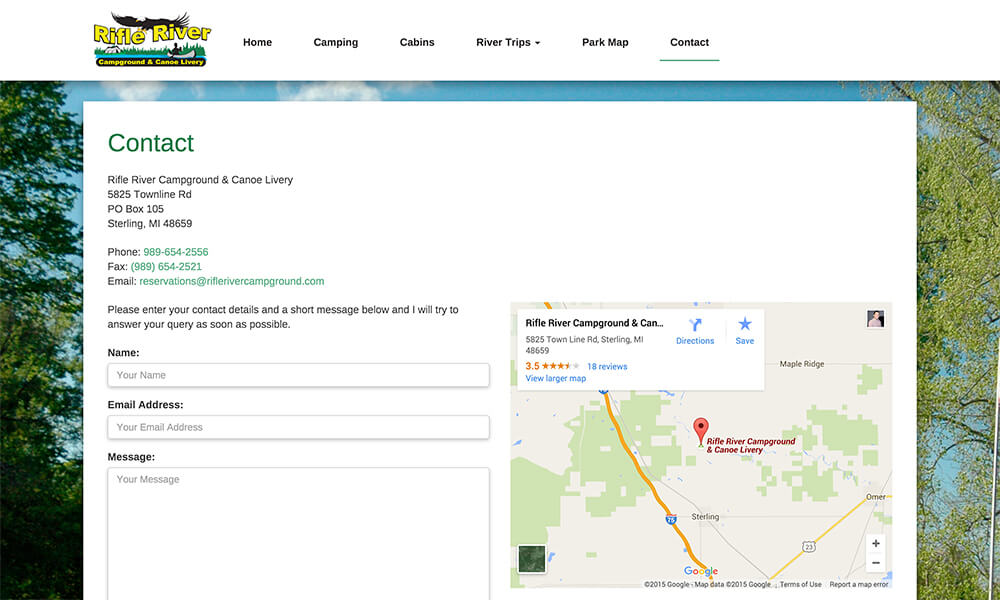 Rifle River
Campground & Canoe Livery
Home
Camping
Cabins
River Trips
Park Map
Contact
Contact
Rifle River Campground & Canoe Livery
5825 Townline Rd
PO Box 105
Sterling, MI 48659
Phone: 989-654-2556
Fax: (989) 654-2521
Email: reservations@riflerivercampground.com
Please enter your contact details and a short message below and I will try to
answer your query as soon as possible.
Name:
Your Name
Email Address:
Your Email Address
Message:
Your Message
Rifle River Campground & Can...
5825 Town Line Rd, Sterling, MI
48659
3.5 ★★★★★ 18 reviews
View larger map
Directions
Save
Maple Ridge
Rifle River Campground
& Canoe Livery
Omer
Sterling
75
23
+
−
Google
©2015 Google - Map data ©2015 Google
Terms of Use
Report a map error